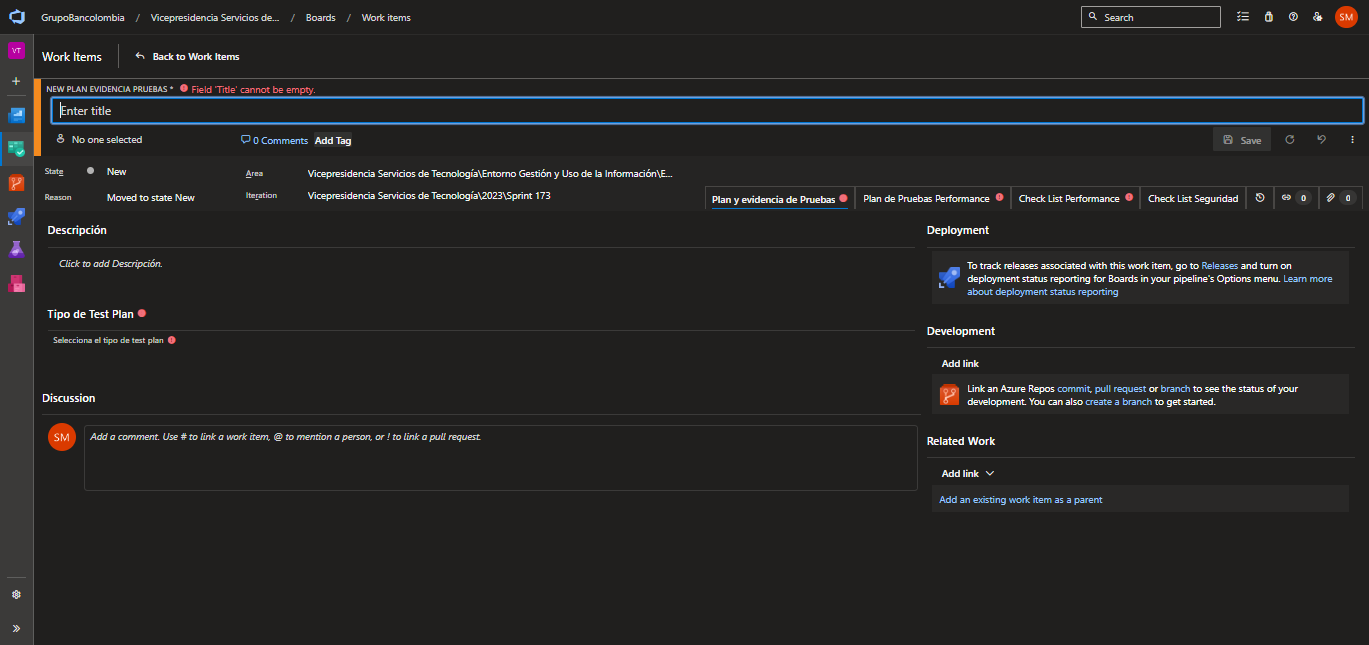 GrupoBancolombia / Vicepresidencia Servicios de... / Boards / Work items
Search
SM
VT
Work Items
Back to Work Items
NEW PLAN EVIDENCIA PRUEBAS * Field 'Title' cannot be empty.
Enter title
No one selected
0 Comments
Add Tag
Save
State
New
Area
Vicepresidencia Servicios de Tecnología\Entorno Gestión y Uso de la Información\E...
Reason
Moved to state New
Iteration
Vicepresidencia Servicios de Tecnología\2023\Sprint 173
Plan y evidencia de Pruebas
Plan de Pruebas Performance
Check List Performance
Check List Seguridad
0
0
Descripción
Click to add Descripción.
Tipo de Test Plan
Selecciona el tipo de test plan
Discussion
SM
Add a comment. Use # to link a work item, @ to mention a person, or ! to link a pull request.
Deployment
To track releases associated with this work item, go to Releases and turn on
deployment status reporting for Boards in your pipeline's Options menu. Learn more
about deployment status reporting
Development
Add link
Link an Azure Repos commit, pull request or branch to see the status of your
development. You can also create a branch to get started.
Related Work
Add link
Add an existing work item as a parent